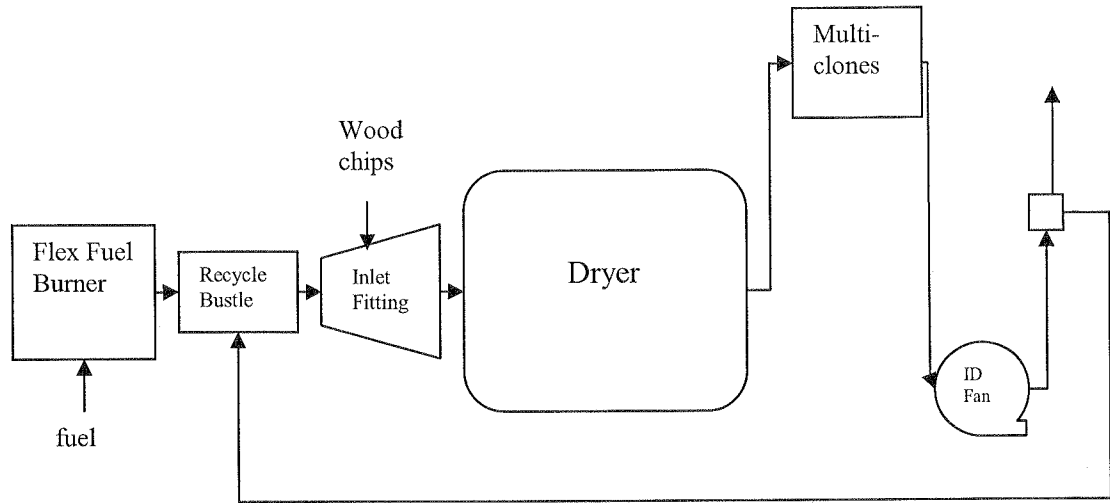 Multi-
clones
Wood
chips
Flex Fuel
Burner
Recycle
Bustle
Inlet
Fitting
Dryer
ID
Fan
fuel